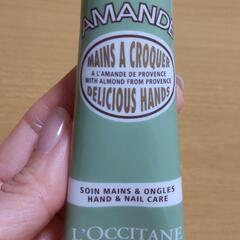 AMANDE
MAINS A CROQUER
A L'AMANDE DE PROVENCE
WITH ALMOND FROM PROVENCE
DELICIOUS HANDS
SOIN MAINS & ONGLES
HAND & NAIL CARE
L'OCCITANE